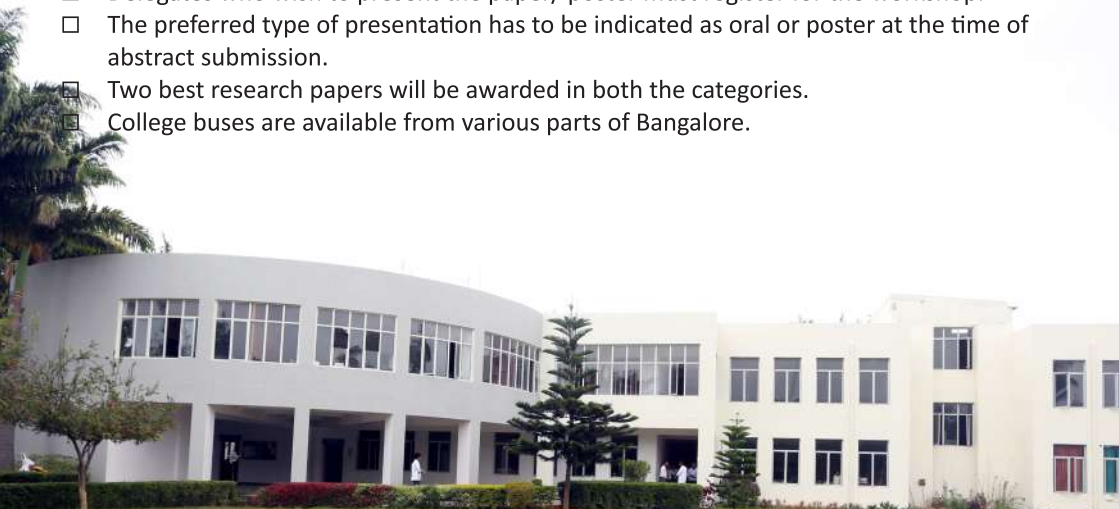 ☐ The preferred type of presentation has to be indicated as oral or poster at the time of
abstract submission.
☐ Two best research papers will be awarded in both the categories.
☐ College buses are available from various parts of Bangalore.